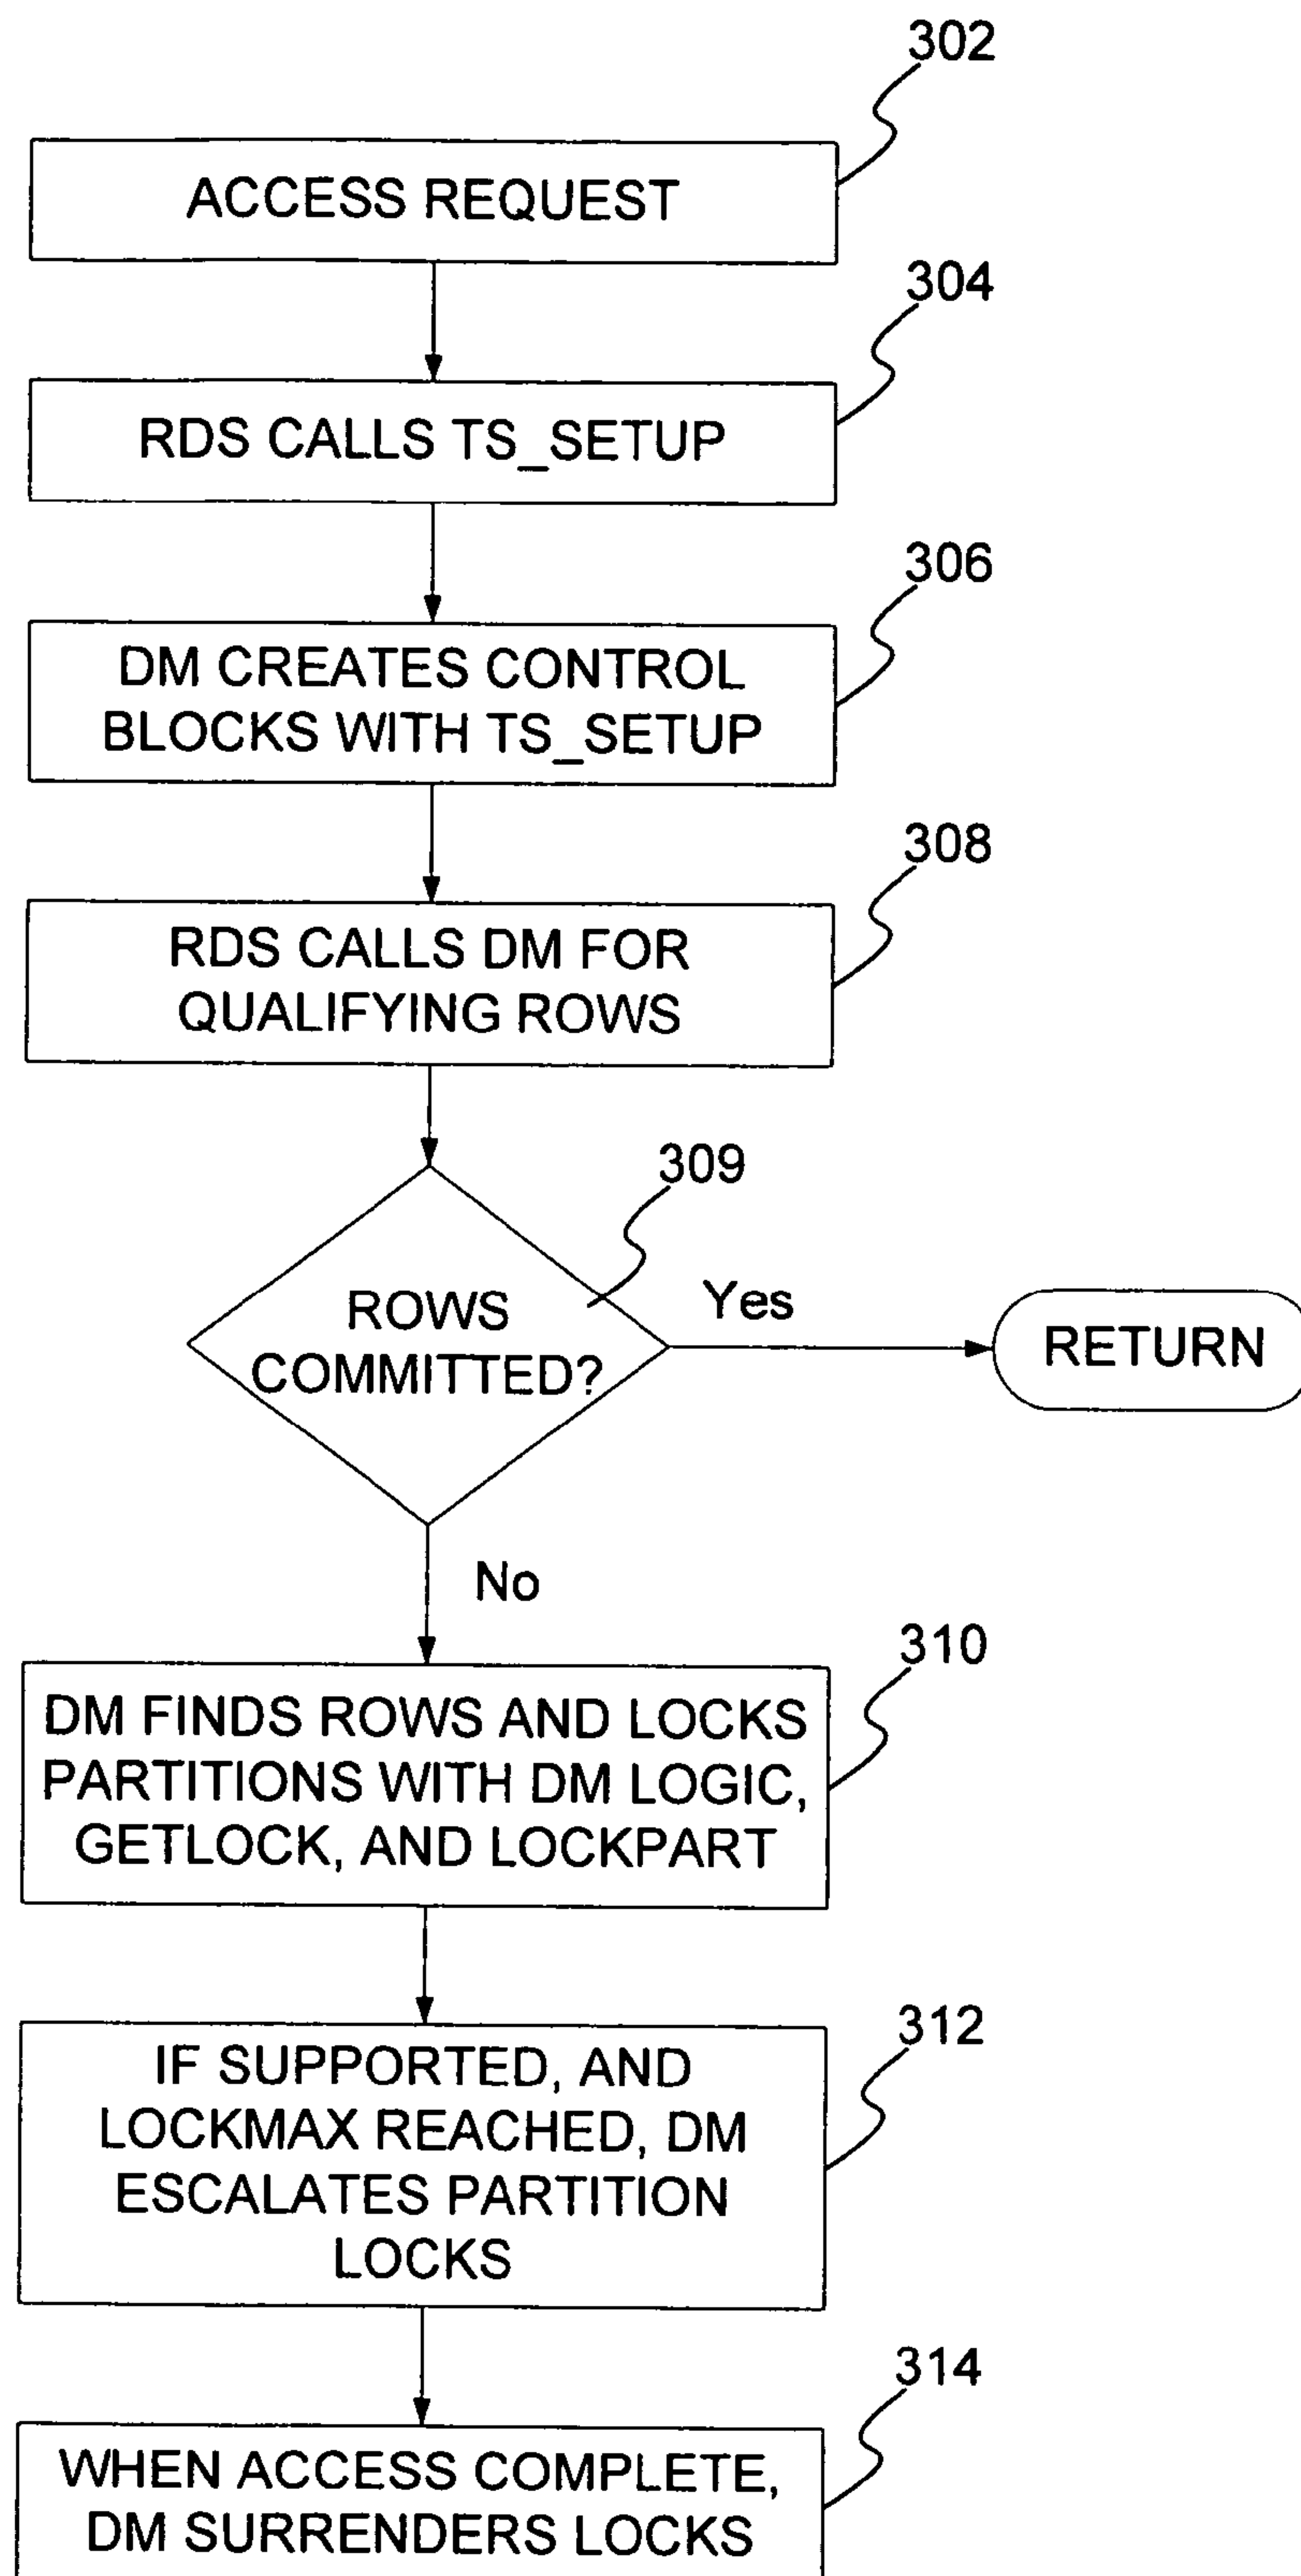 302
ACCESS REQUEST
304
RDS CALLS TS_SETUP
306
DM CREATES CONTROL
BLOCKS WITH TS_SETUP
308
RDS CALLS DM FOR
QUALIFYING ROWS
309
ROWS
COMMITTED?
Yes
RETURN
No
310
DM FINDS ROWS AND LOCKS
PARTITIONS WITH DM LOGIC,
GETLOCK, AND LOCKPART
312
IF SUPPORTED, AND
LOCKMAX REACHED, DM
ESCALATES PARTITION
LOCKS
314
WHEN ACCESS COMPLETE,
DM SURRENDERS LOCKS